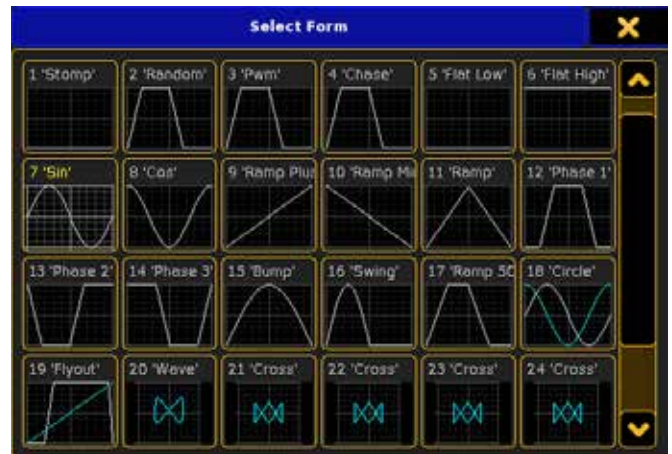 Select Form
1 'Stomp' 2 'Random' 3 'Pwm' 4 'Chase' 5 'Flat Low' 6 'Flat High'
7 'Sin' 8 'Cos' 9 'Ramp Plus 10 'Ramp Mi 11 'Ramp' 12 'Phase 1'
13 'Phase 2' 14 'Phase 3' 15 'Bump' 16 'Swing' 17 'Ramp 50 18 'Circle'
19 'Flyout' 20 'Wave' 21 'Cross' 22 'Cross' 23 'Cross' 24 'Cross'